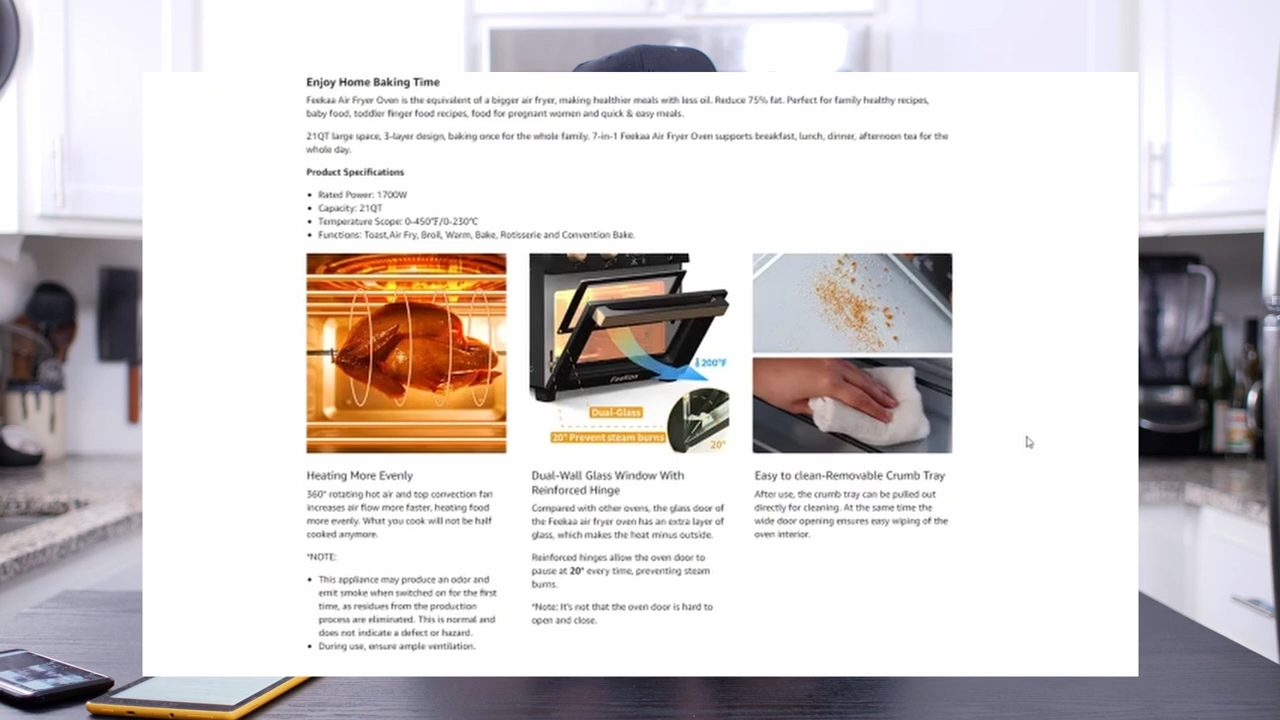 Enjoy Home Baking Time
Feekaa Air Fryer Oven is the equivalent of a bigger air fryer, making healthier meals with less oil. Reduce 75% fat. Perfect for family healthy recipes,
baby food, toddler finger food recipes, food for pregnant women and quick & easy meals.
21QT large space, 3-layer design, baking once for the whole family. 7-in-1 Feekaa Air Fryer Oven supports breakfast, lunch, dinner, afternoon tea for the
whole day.
Product Specifications
• Rated Power: 1700W
• Capacity: 21QT
• Temperature Scope: 0-450℉/0-230℃
• Functions: Toast,Air Fry, Broil, Warm, Bake, Rotisserie and Convention Bake.
200°F
Feekaa
Dual-Glass
20° Prevent steam burns
20°
Heating More Evenly
360° rotating hot air and top convection fan
increases air flow more faster, heating food
more evenly. What you cook will not be half
cooked anymore.
*NOTE:
• This appliance may produce an odor and
emit smoke when switched on for the first
time, as residues from the production
process are eliminated. This is normal and
does not indicate a defect or hazard.
• During use, ensure ample ventilation.
Dual-Wall Glass Window With
Reinforced Hinge
Compared with other ovens, the glass door of
the Feekaa air fryer oven has an extra layer of
glass, which makes the heat minus outside.
Reinforced hinges allow the oven door to
pause at 20° every time, preventing steam
burns.
*Note: It's not that the oven door is hard to
open and close.
Easy to clean-Removable Crumb Tray
After use, the crumb tray can be pulled out
directly for cleaning. At the same time the
wide door opening ensures easy wiping of the
oven interior.